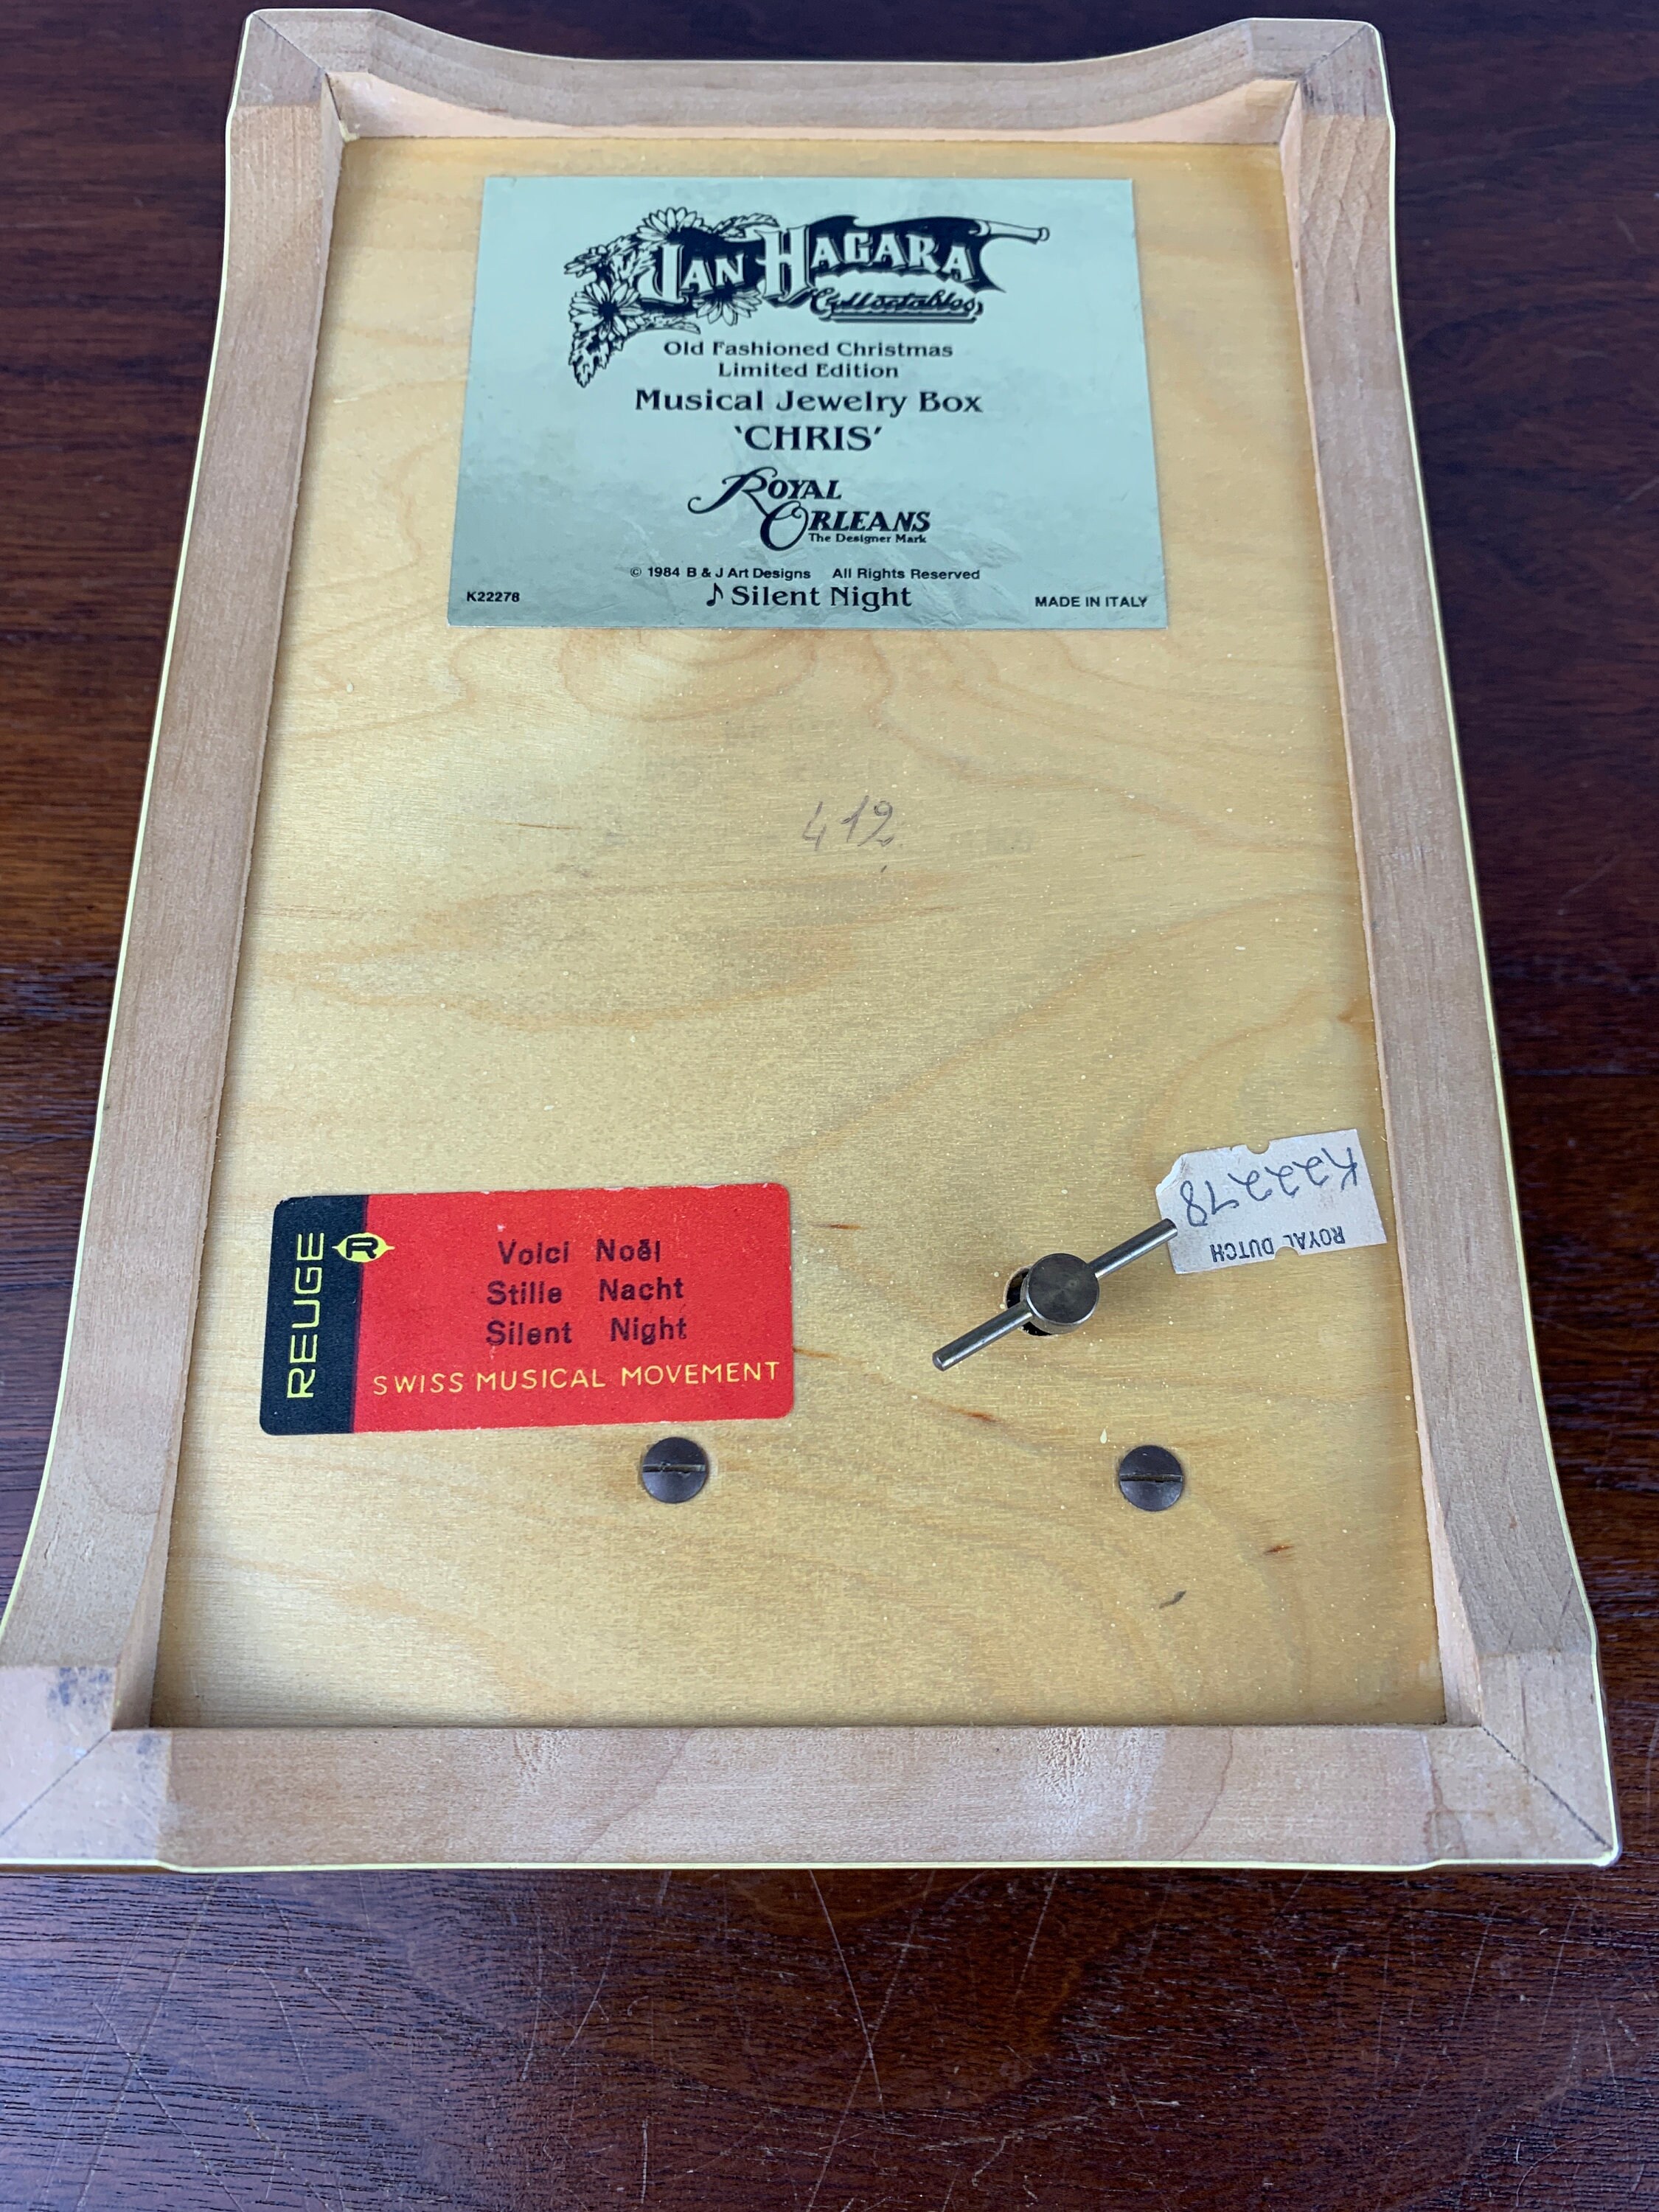 JAN HAGARA
Collectables
Old Fashioned Christmas
Limited Edition
Musical Jewelry Box
‘CHRIS’
ROYAL
ORLEANS
The Designer Mark
© 1984 B & J Art Designs All Rights Reserved
K22278 ♪ Silent Night MADE IN ITALY
412
K22278
ROYAL DUTCH
REUGE
R
Voici Noël
Stille Nacht
Silent Night
SWISS MUSICAL MOVEMENT